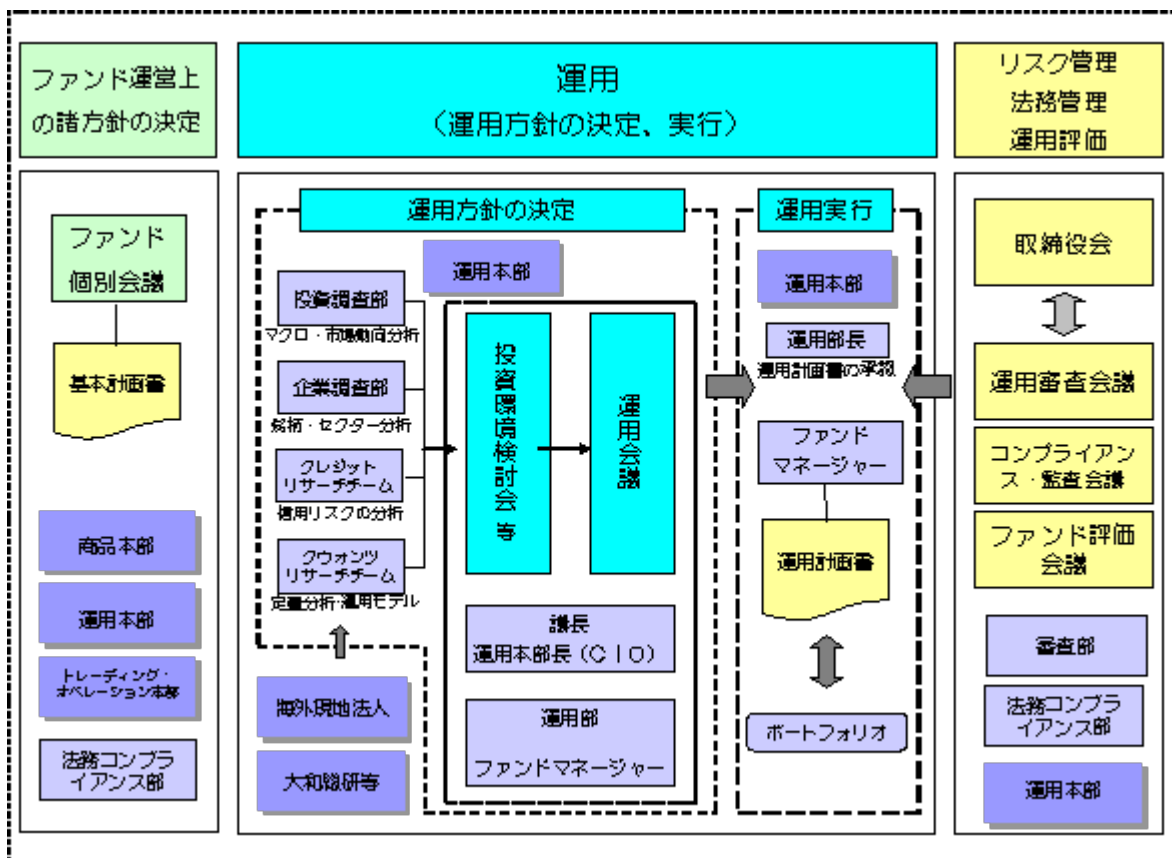 ファンド運営上
の諸方針の決定
運用
(運用方針の決定、実行)
リスク管理
法務管理
運用評価
ファンド
個別会議
基本計画書
商品本部
運用本部
トレーディング・
オペレーション本部
法務コンプラ
イアンス部
運用方針の決定
運用本部
投資調査部
マクロ・市場動向分析
企業調査部
銘柄・セクター分析
クレジット
リサーチチーム
信用リスクの分析
クウォンツ
リサーチチーム
定量分析・運用モデル
海外現地法人
大和総研等
投資環境検討会 等
運用会議
議長
運用本部長(CIO)
運用部
ファンドマネージャー
運用実行
運用本部
運用部長
運用計画書の承認
ファンド
マネージャー
運用計画書
ポートフォリオ
取締役会
運用審査会議
コンプライアン
ス・監査会議
ファンド評価
会議
審査部
法務コンプラ
イアンス部
運用本部